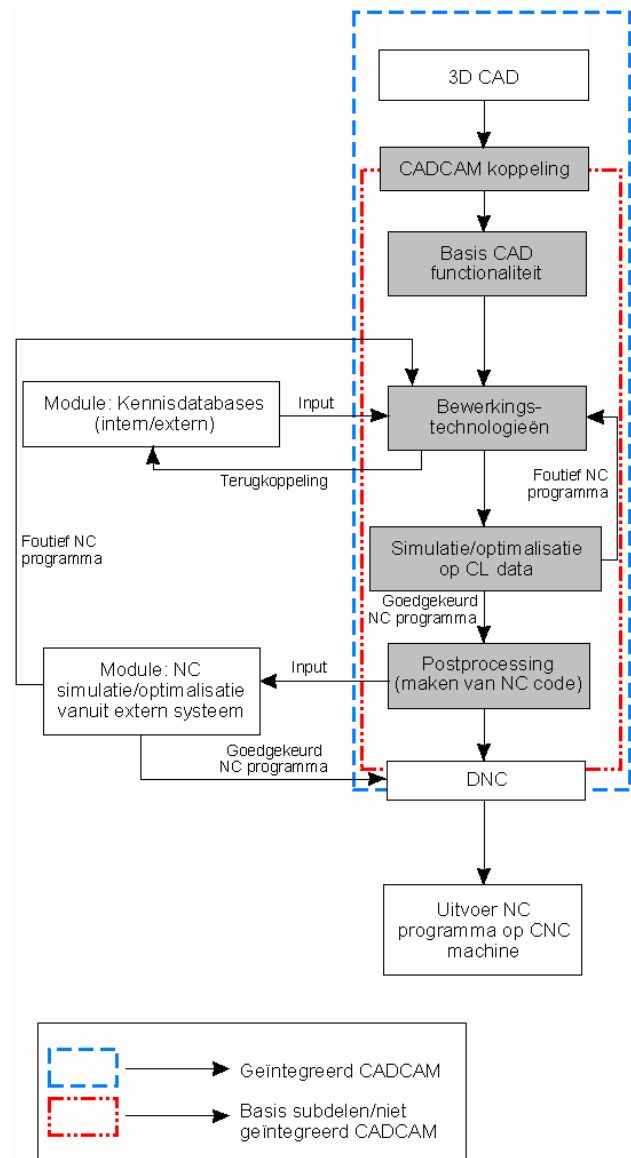 3D CAD
CADCAM koppeling
Basis CAD
functionaliteit
Module: Kennisdatabases
(intern/extern)
Input
Bewerkings-
technologieën
Terugkoppeling
Foutief NC
programma
Foutief NC
programma
Simulatie/optimalisatie
op CL data
Goedgekeurd
NC programma
Module: NC
simulatie/optimalisatie
vanuit extern systeem
Input
Postprocessing
(maken van NC code)
Goedgekeurd
NC programma
DNC
Uitvoer NC
programma op CNC
machine
Geïntegreerd CADCAM
Basis subdelen/niet
geïntegreerd CADCAM